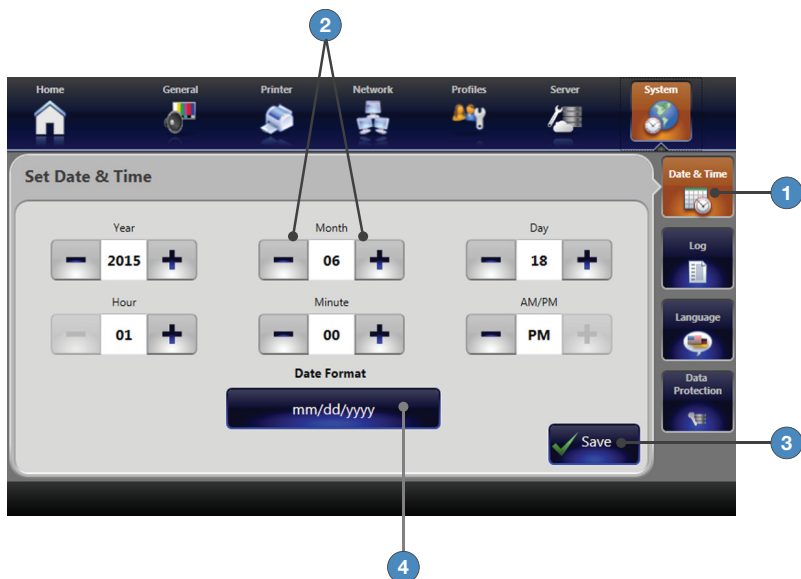 2
Home General Printer Network Profiles Server System
Set Date & Time
Date & Time
1
Year Month Day
− 2015 + − 06 + − 18 +
Log
Hour Minute AM/PM
− 01 + − 00 + − PM +
Language
Date Format
mm/dd/yyyy
Data
Protection
Save
3
4